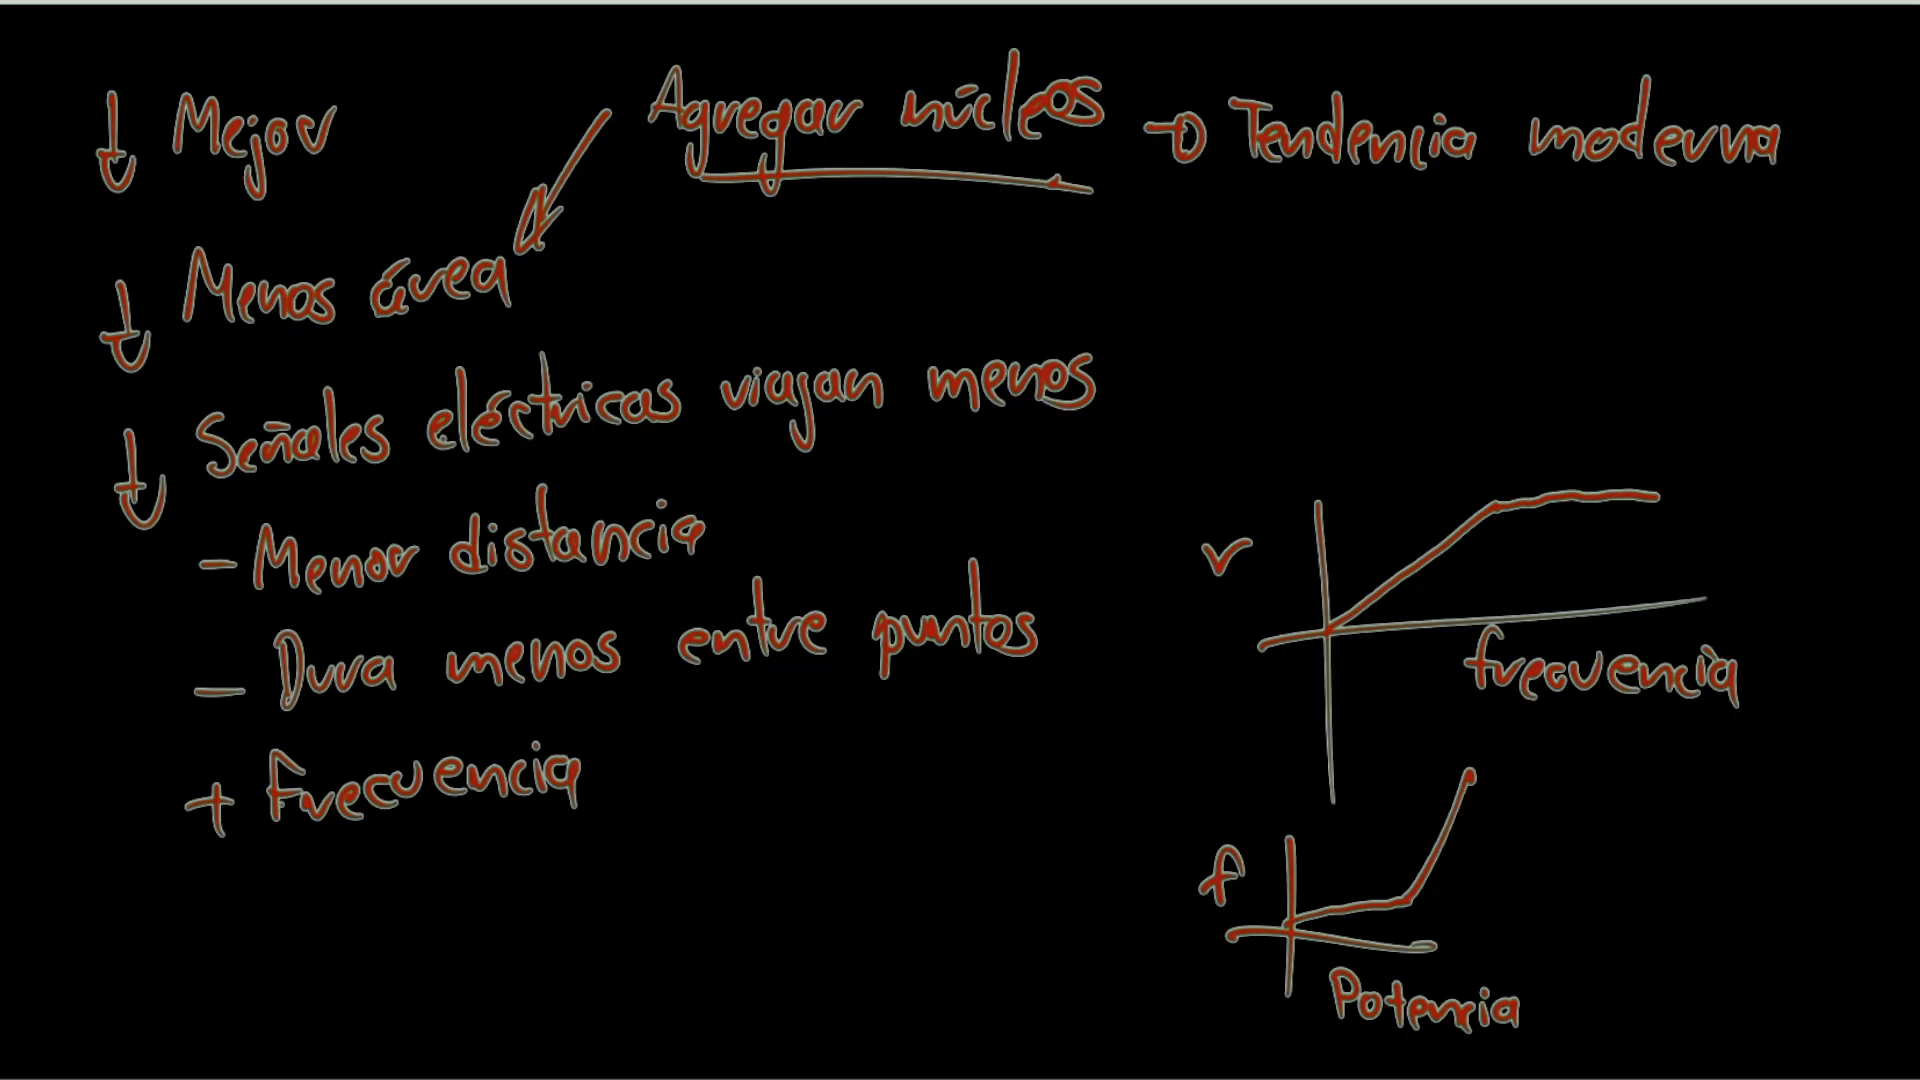 ↓ Mejor
Agregar núcleos → Tendencia moderna
↓ Menos área
↓ Señales eléctricas viajan menos
- Menor distancia
- Dura menos entre puntos
+ Frecuencia
v
frecuencia
f
Potencia